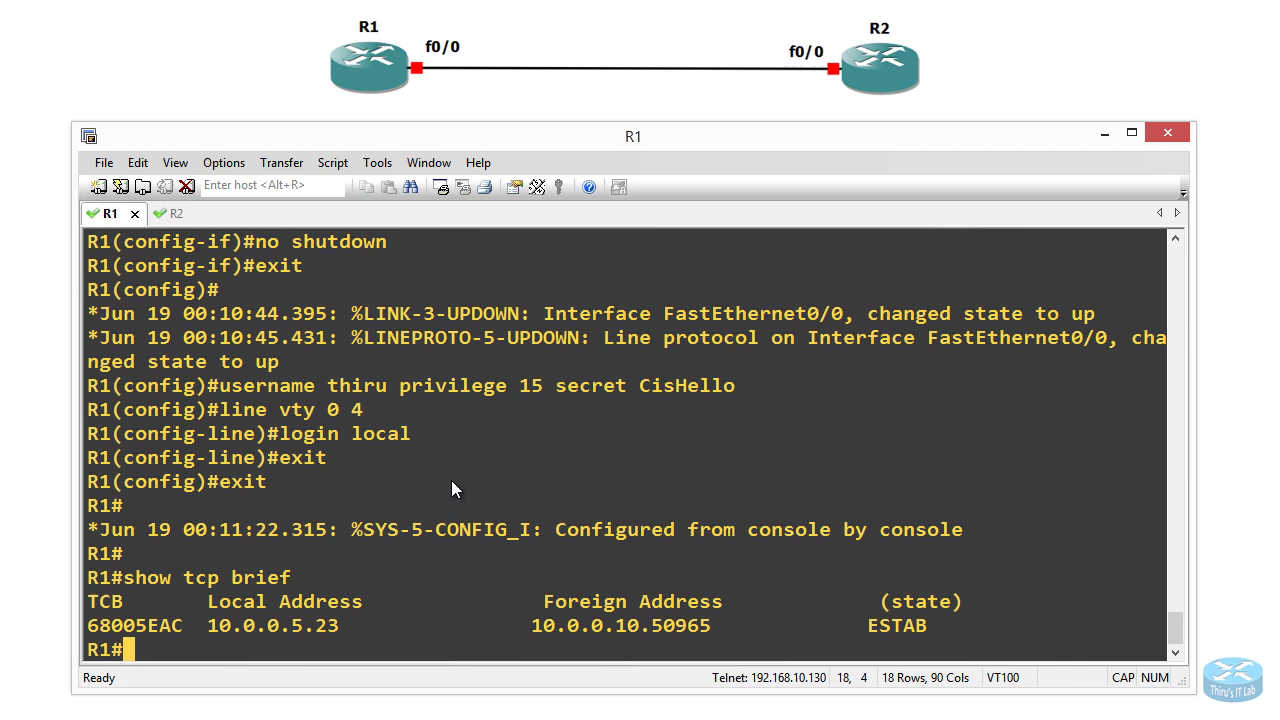 R1
R2
f0/0
f0/0
R1
File Edit View Options Transfer Script Tools Window Help
Enter host <Alt+R>
R1 R2
R1(config-if)#no shutdown
R1(config-if)#exit
R1(config)#
*Jun 19 00:10:44.395: %LINK-3-UPDOWN: Interface FastEthernet0/0, changed state to up
*Jun 19 00:10:45.431: %LINEPROTO-5-UPDOWN: Line protocol on Interface FastEthernet0/0, cha
nged state to up
R1(config)#username thiru privilege 15 secret CisHello
R1(config)#line vty 0 4
R1(config-line)#login local
R1(config-line)#exit
R1(config)#exit
R1#
*Jun 19 00:11:22.315: %SYS-5-CONFIG_I: Configured from console by console
R1#
R1#show tcp brief
TCB Local Address Foreign Address (state)
68005EAC 10.0.0.5.23 10.0.0.10.50965 ESTAB
R1#
Ready Telnet: 192.168.10.130 18, 4 18 Rows, 90 Cols VT100 CAP NUM
Thiru's IT Lab